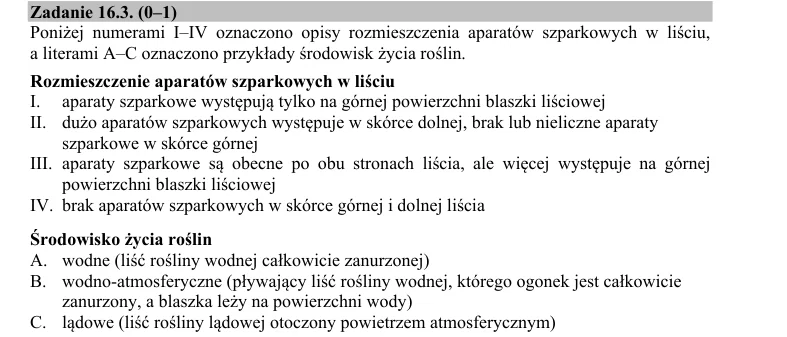 Zadanie 16.3. (0–1)
Poniżej numerami I–IV oznaczono opisy rozmieszczenia aparatów szparkowych w liściu,
a literami A–C oznaczono przykłady środowisk życia roślin.
Rozmieszczenie aparatów szparkowych w liściu
I. aparaty szparkowe występują tylko na górnej powierzchni blaszki liściowej
II. dużo aparatów szparkowych występuje w skórce dolnej, brak lub nieliczne aparaty
szparkowe w skórce górnej
III. aparaty szparkowe są obecne po obu stronach liścia, ale więcej występuje na górnej
powierzchni blaszki liściowej
IV. brak aparatów szparkowych w skórce górnej i dolnej liścia
Środowisko życia roślin
A. wodne (liść rośliny wodnej całkowicie zanurzonej)
B. wodno-atmosferyczne (pływający liść rośliny wodnej, którego ogonek jest całkowicie
zanurzony, a blaszka leży na powierzchni wody)
C. lądowe (liść rośliny lądowej otoczony powietrzem atmosferycznym)